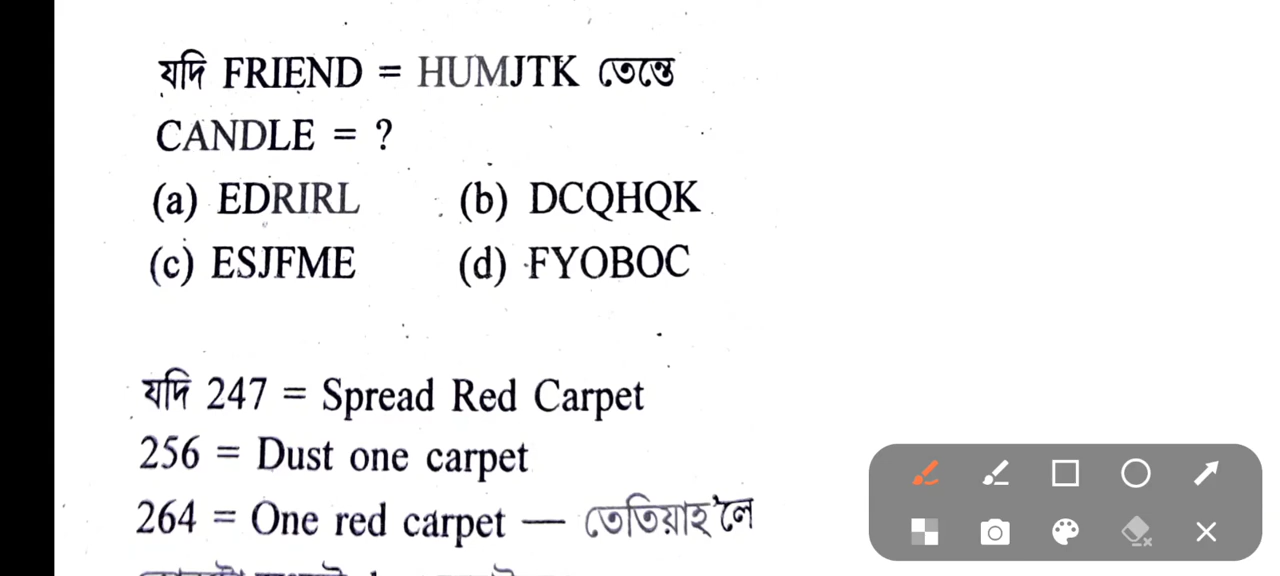 যদি FRIEND = HUMJTK তেন্তে
CANDLE = ?
(a) EDRIRL (b) DCQHQK
(c) ESJFME (d) FYOBOC
যদি 247 = Spread Red Carpet
256 = Dust one carpet
264 = One red carpet — তেতিয়াহ'লৈ